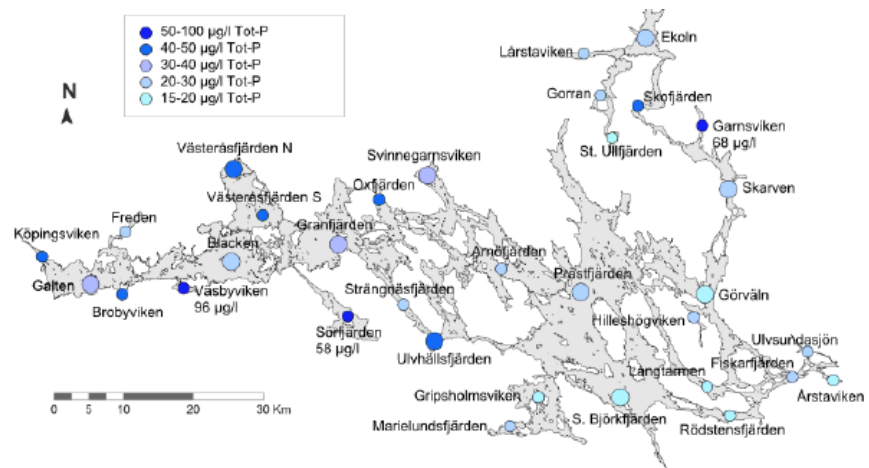 50-100 µg/l Tot-P
40-50 µg/l Tot-P
30-40 µg/l Tot-P
20-30 µg/l Tot-P
15-20 µg/l Tot-P
N
Ekoln
Lårstaviken
Gorran
Skofjärden
Garnsviken
68 µg/l
St. Ullfjärden
Västeråsfjärden N
Svinnegarnsviken
Skarven
Västeråsfjärden S
Oxfjärden
Freden
Granfjärden
Köpingsviken
Blacken
Arnöfjärden
Prästfjärden
Galten
Strängnäsfjärden
Görväln
Brobyviken
Väsbyviken
96 µg/l
Sörfjärden
58 µg/l
Hilleshögviken
Ulvsundasjön
Ulvhällsfjärden
Långtarmen
Fiskarfjärden
Årstaviken
Gripsholmsviken
S. Björkfjärden
Rödstensfjärden
Marielundsfjärden
0 5 10 20 30 Km